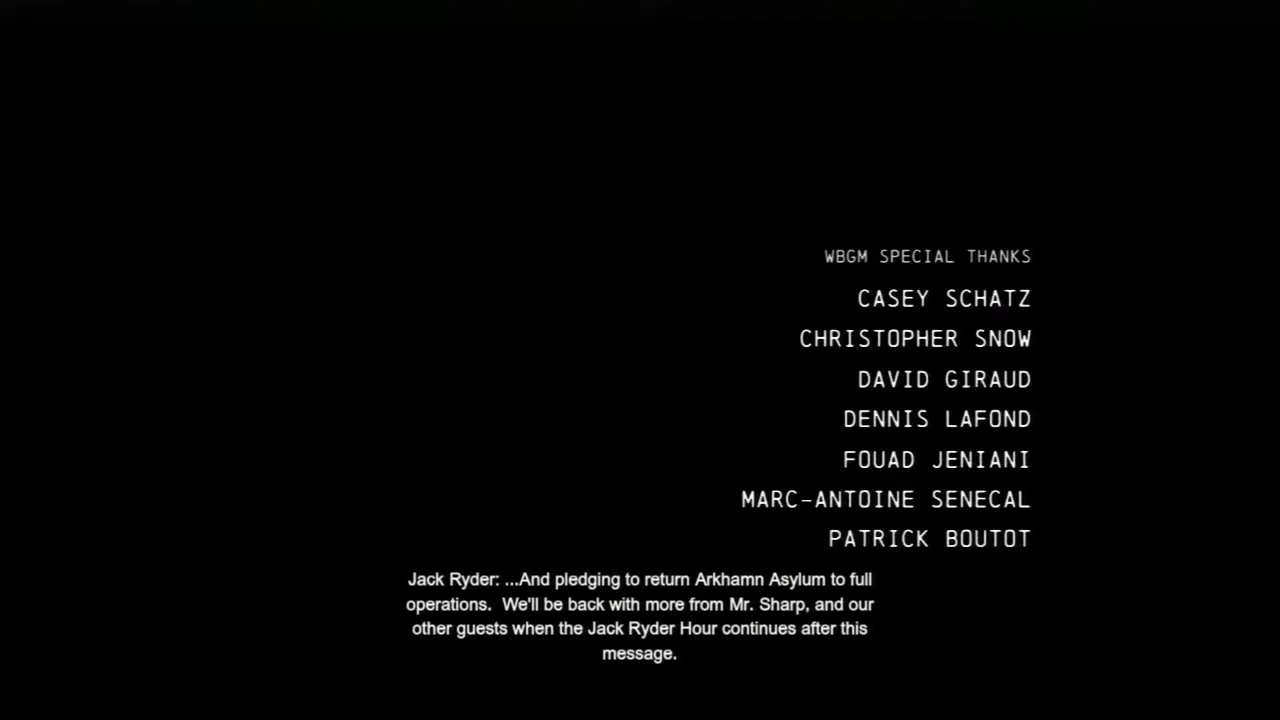 WBGM SPECIAL THANKS
CASEY SCHATZ
CHRISTOPHER SNOW
DAVID GIRAUD
DENNIS LAFOND
FOUAD JENIANI
MARC-ANTOINE SENECAL
PATRICK BOUTOT
Jack Ryder: ...And pledging to return Arkhamn Asylum to full
operations.  We'll be back with more from Mr. Sharp, and our
other guests when the Jack Ryder Hour continues after this
message.